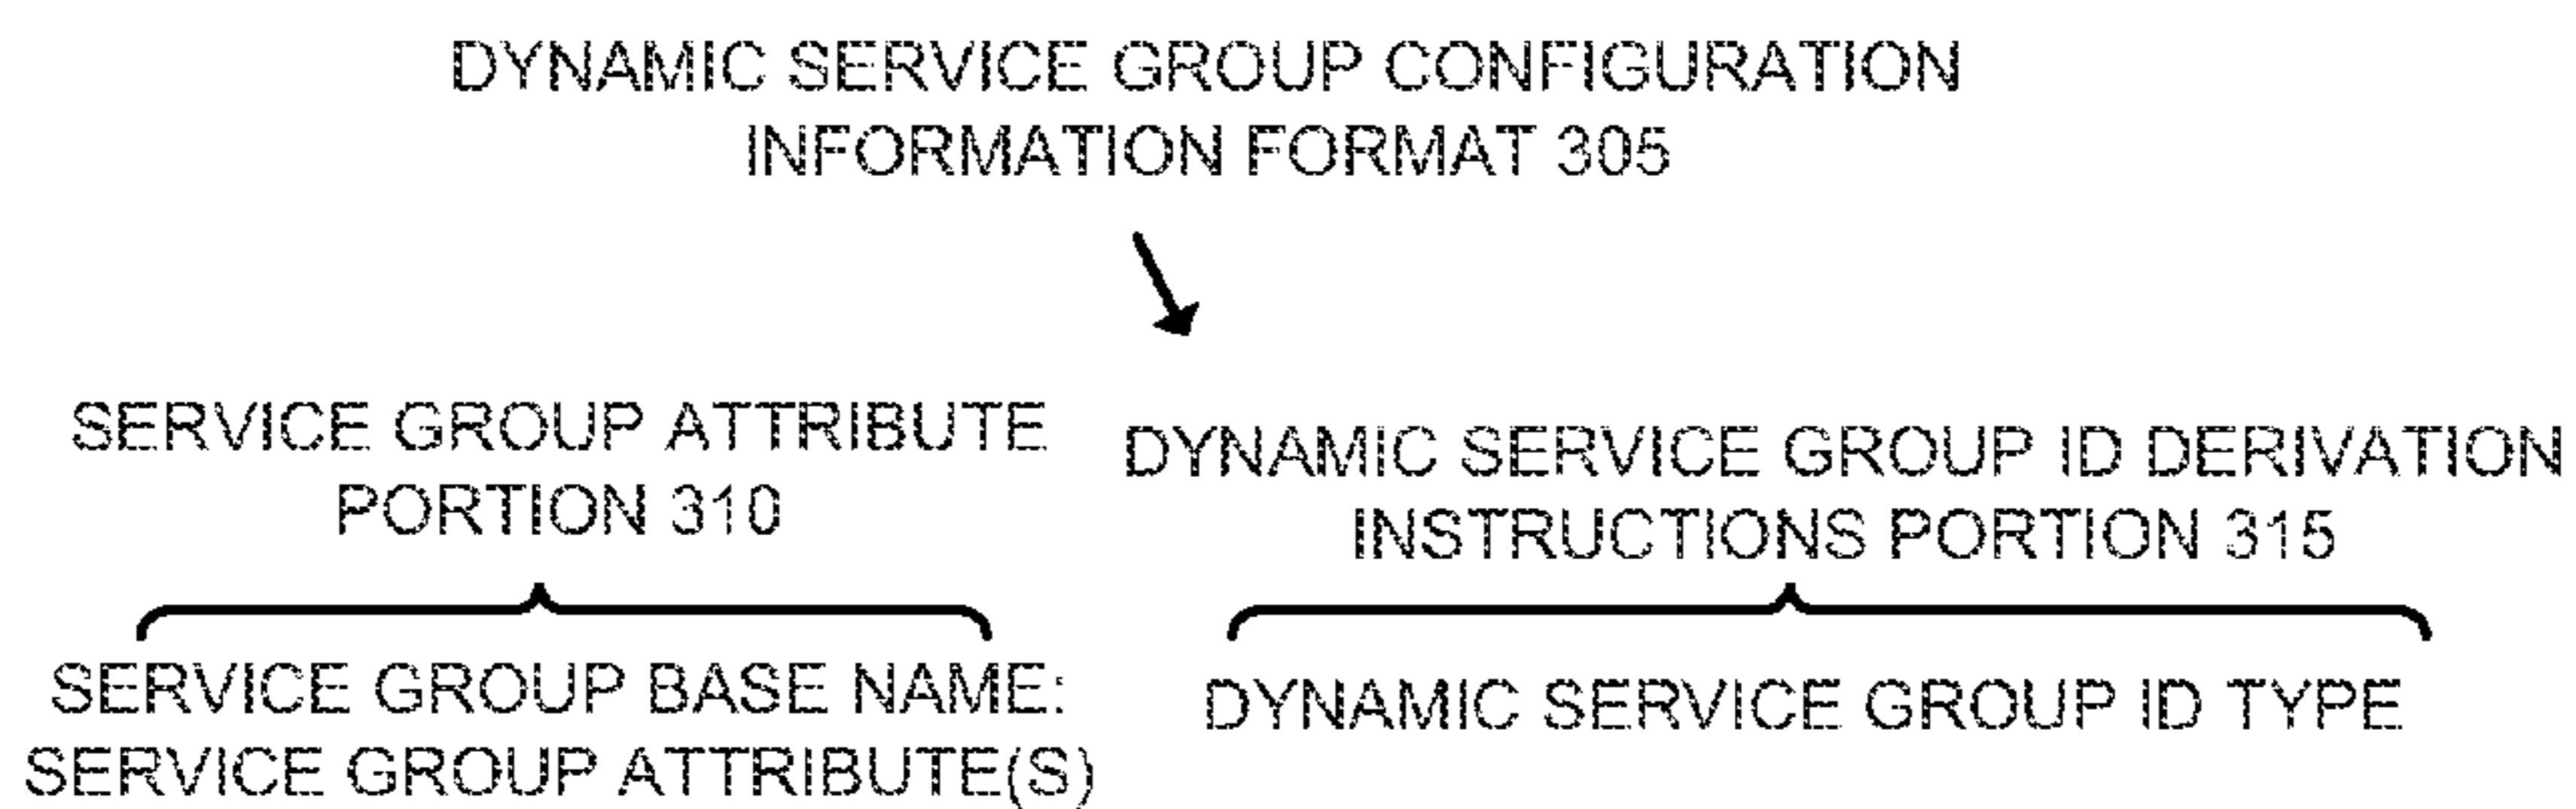 DYNAMIC SERVICE GROUP CONFIGURATION
INFORMATION FORMAT 305
SERVICE GROUP ATTRIBUTE
PORTION 310
DYNAMIC SERVICE GROUP ID DERIVATION
INSTRUCTIONS PORTION 315
SERVICE GROUP BASE NAME:
SERVICE GROUP ATTRIBUTE(S)
DYNAMIC SERVICE GROUP ID TYPE